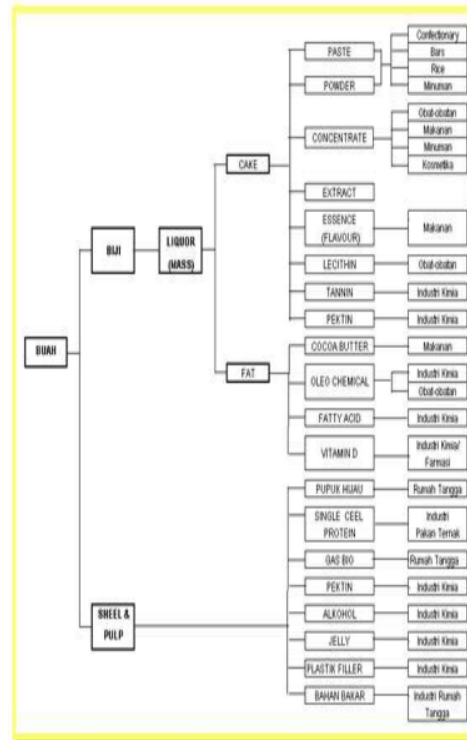 Confectionary
PASTE
Bars
Rice
POWDER
Minuman
Obat-obatan
CONCENTRATE
Makanan
Minuman
Kosmetika
CAKE
EXTRACT
ESSENCE
(FLAVOUR)
Makanan
BIJI
LIQUOR
(MASS)
LECITHIN
Obat-obatan
TANNIN
Industri Kimia
PEKTIN
Industri Kimia
BUAH
COCOA BUTTER
Makanan
FAT
OLEO CHEMICAL
Industri Kimia
Obat-obatan
FATTY ACID
Industri Kimia
VITAMIN D
Industri Kimia/
Farmasi
PUPUK HIJAU
Rumah Tangga
SINGLE CEEL
PROTEIN
Industri
Pakan Ternak
GAS BIO
Rumah Tangga
PEKTIN
Industri Kimia
SHEEL &
PULP
ALKOHOL
Industri Kimia
JELLY
Industri Kimia
PLASTIK FILLER
Industri Kimia
BAHAN BAKAR
Industri Rumah
Tangga